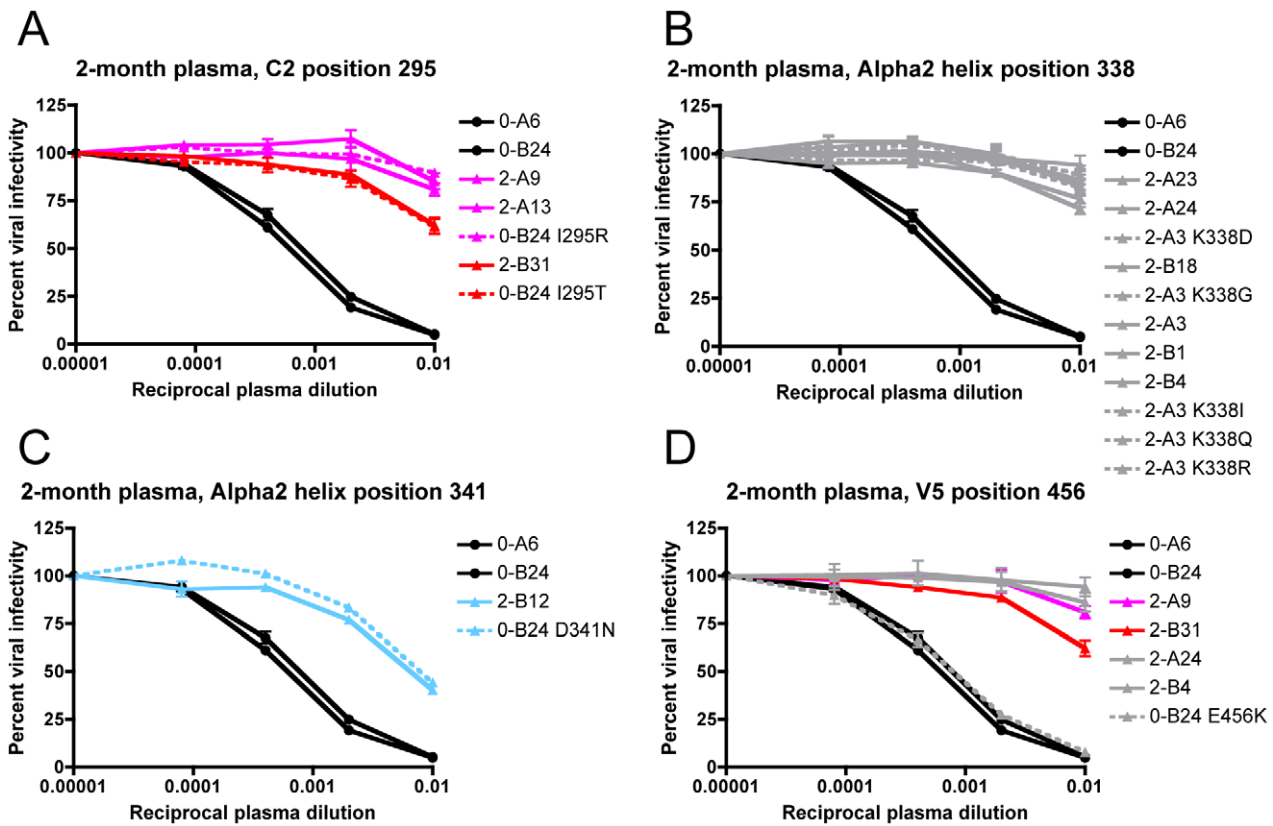 A
2-month plasma, C2 position 295
Percent viral infectivity
125
100
75
50
25
0
0.00001
0.0001
0.001
0.01
Reciprocal plasma dilution
0-A6
0-B24
2-A9
2-A13
0-B24 I295R
2-B31
0-B24 I295T
B
2-month plasma, Alpha2 helix position 338
Percent viral infectivity
125
100
75
50
25
0
0.00001
0.0001
0.001
0.01
Reciprocal plasma dilution
0-A6
0-B24
2-A23
2-A24
2-A3 K338D
2-B18
2-A3 K338G
2-A3
2-B1
2-B4
2-A3 K338I
2-A3 K338Q
2-A3 K338R
C
2-month plasma, Alpha2 helix position 341
Percent viral infectivity
125
100
75
50
25
0
0.00001
0.0001
0.001
0.01
Reciprocal plasma dilution
0-A6
0-B24
2-B12
0-B24 D341N
D
2-month plasma, V5 position 456
Percent viral infectivity
125
100
75
50
25
0
0.00001
0.0001
0.001
0.01
Reciprocal plasma dilution
0-A6
0-B24
2-A9
2-B31
2-A24
2-B4
0-B24 E456K